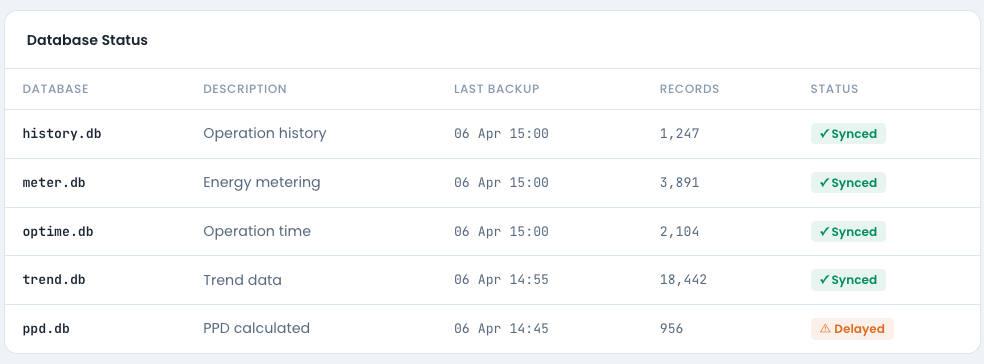 Database Status
DATABASE DESCRIPTION LAST BACKUP RECORDS STATUS
history.db Operation history 06 Apr 15:00 1,247 ✓ Synced
meter.db Energy metering 06 Apr 15:00 3,891 ✓ Synced
optime.db Operation time 06 Apr 15:00 2,104 ✓ Synced
trend.db Trend data 06 Apr 14:55 18,442 ✓ Synced
ppd.db PPD calculated 06 Apr 14:45 956 ⚠ Delayed